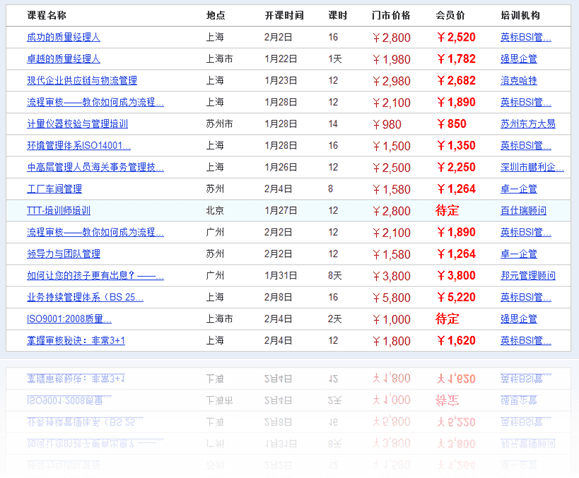 课程名称 地点 开课时间 课时 门市价格 会员价 培训机构
成功的质量经理人 上海 2月2日 16 ￥2,800 ￥2,520 英标BSI管...
卓越的质量经理人 上海市 1月22日 1天 ￥1,980 ￥1,782 强思企管
现代企业供应链与物流管理 上海 1月23日 12 ￥2,980 ￥2,682 洛克哈特
流程审核——教你如何成为流程... 上海 1月28日 12 ￥2,100 ￥1,890 英标BSI管...
计量仪器校验与管理培训 苏州市 1月28日 14 ￥980 ￥850 苏州东方大易
环境管理体系ISO14001... 上海 1月28日 16 ￥1,500 ￥1,350 英标BSI管...
中高层管理人员海关事务管理技... 上海 1月26日 12 ￥2,500 ￥2,250 深圳市鹏利企...
工厂车间管理 苏州 2月4日 8 ￥1,580 ￥1,264 卓一企管
TTT-培训师培训 北京 1月27日 12 ￥2,800 待定 百仕瑞顾问
流程审核——教你如何成为流程... 广州 2月2日 12 ￥2,100 ￥1,890 英标BSI管...
领导力与团队管理 苏州 2月2日 12 ￥1,580 ￥1,264 卓一企管
如何让您的孩子更有出息？——... 广州 1月31日 8天 ￥3,800 ￥3,800 邦元管理顾问
业务持续管理体系（BS 25... 上海 2月8日 16 ￥5,800 ￥5,220 英标BSI管...
ISO9001:2008质量... 上海市 2月4日 2天 ￥1,000 待定 强思企管
掌握审核秘诀：非常3+1 上海 2月4日 12 ￥1,800 ￥1,620 英标BSI管...